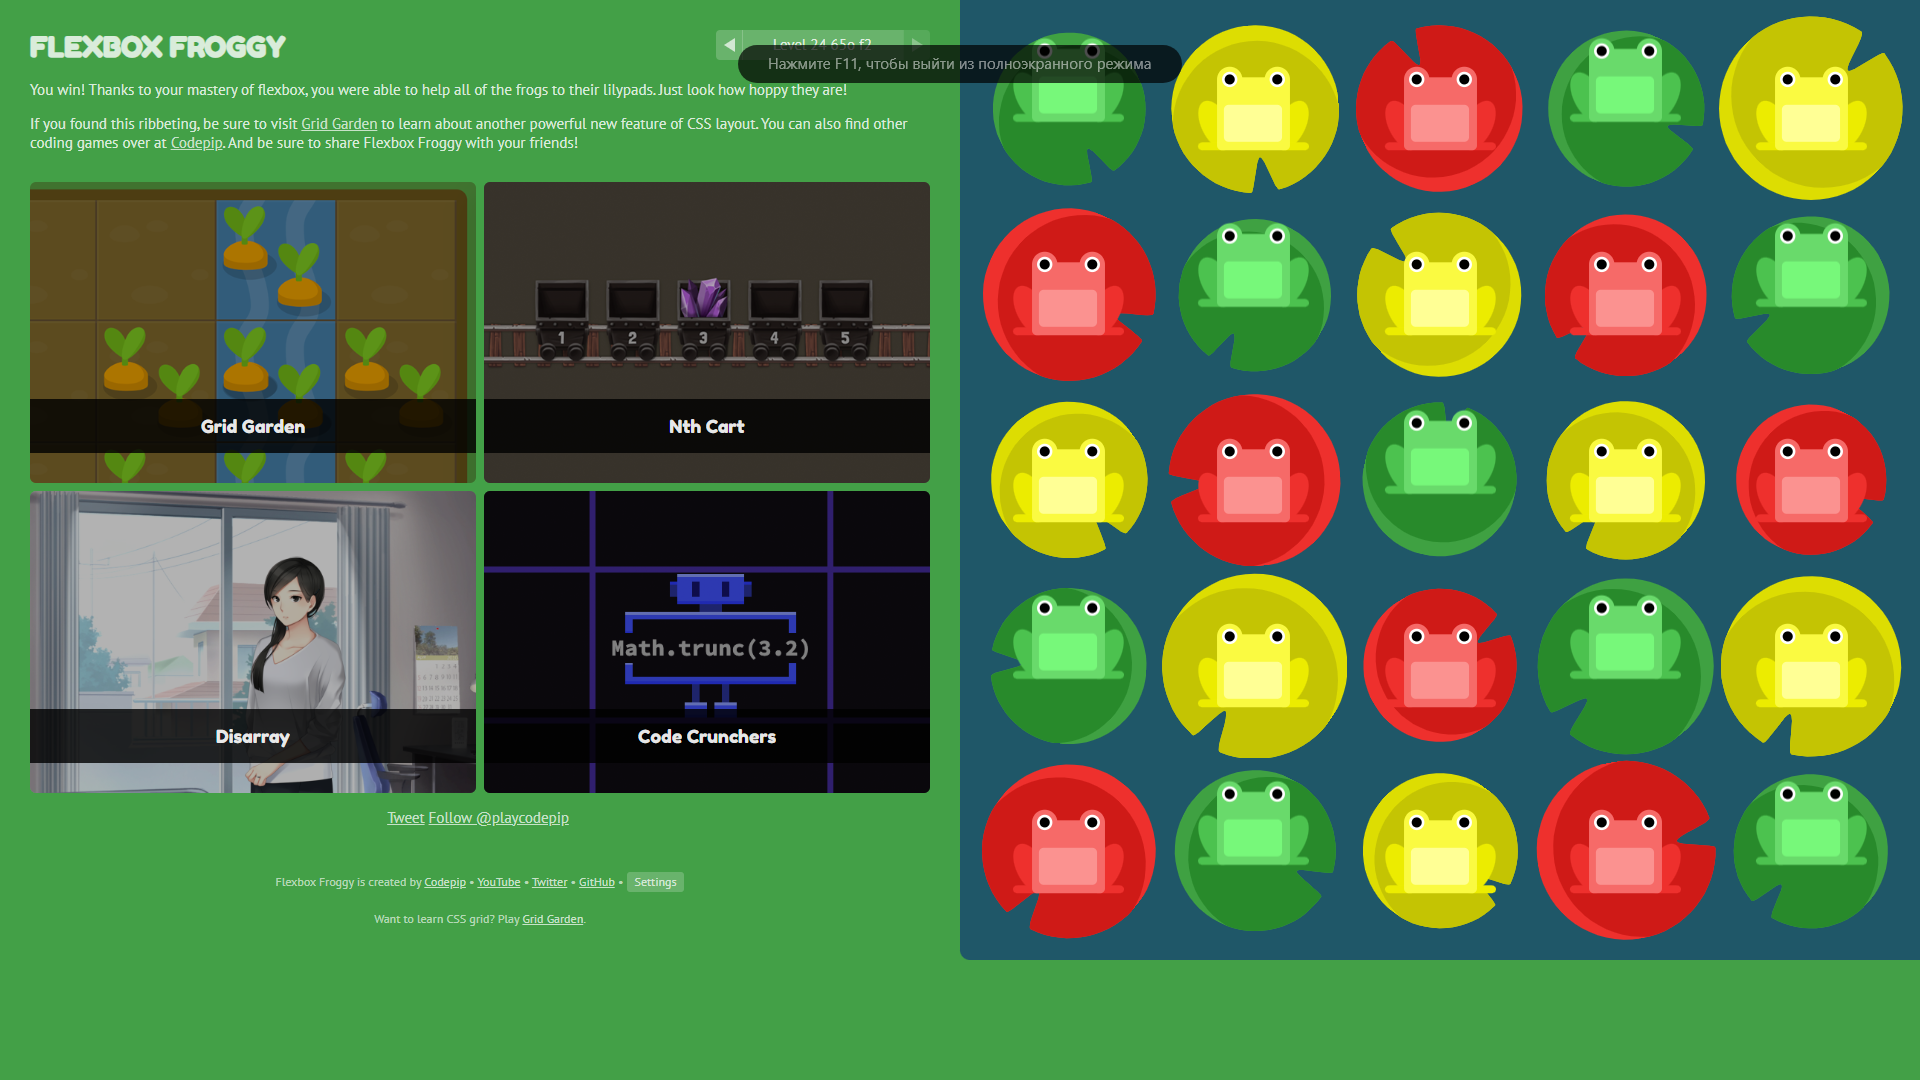 FLEXBOX FROGGY
Level 24 65o f2
Нажмите F11, чтобы выйти из полноэкранного режима
You win! Thanks to your mastery of flexbox, you were able to help all of the frogs to their lilypads. Just look how hoppy they are!
If you found this ribbeting, be sure to visit Grid Garden to learn about another powerful new feature of CSS layout. You can also find other
coding games over at Codepip. And be sure to share Flexbox Froggy with your friends!
1 2 3 4 5
Grid Garden
Nth Cart
Math.trunc(3.2)
Disarray
Code Crunchers
Tweet Follow @playcodepip
Flexbox Froggy is created by Codepip • YouTube • Twitter • GitHub • Settings
Want to learn CSS grid? Play Grid Garden.